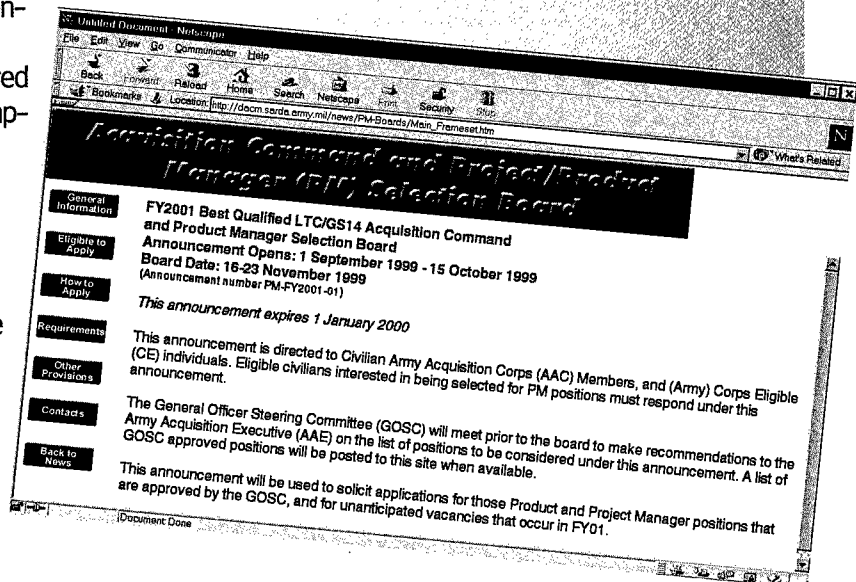 n-
red
np-
e
Untitled Document - Netscape
File Edit View Go Communicator Help
Back Forward Reload Home Search Netscape Print Security Stop
Bookmarks Location: http://dacm.sarda.army.mil/news/PM-Boards/Main_Frameset.htm What's Related
Acquisition Command and Project/Product
Manager (P/M) Selection Board
General
Information
Eligible to
Apply
How to
Apply
Requirements
Other
Provisions
Contacts
Back to
News
FY2001 Best Qualified LTC/GS14 Acquisition Command
and Product Manager Selection Board
Announcement Opens: 1 September 1999 - 15 October 1999
Board Date: 16-23 November 1999
(Announcement number PM-FY2001-01)
This announcement expires 1 January 2000
This announcement is directed to Civilian Army Acquisition Corps (AAC) Members, and (Army) Corps Eligible
(CE) individuals. Eligible civilians interested in being selected for PM positions must respond under this
announcement.
The General Officer Steering Committee (GOSC) will meet prior to the board to make recommendations to the
Army Acquisition Executive (AAE) on the list of positions to be considered under this announcement. A list of
GOSC approved positions will be posted to this site when available.
This announcement will be used to solicit applications for those Product and Project Manager positions that
are approved by the GOSC, and for unanticipated vacancies that occur in FY01.
Document Done